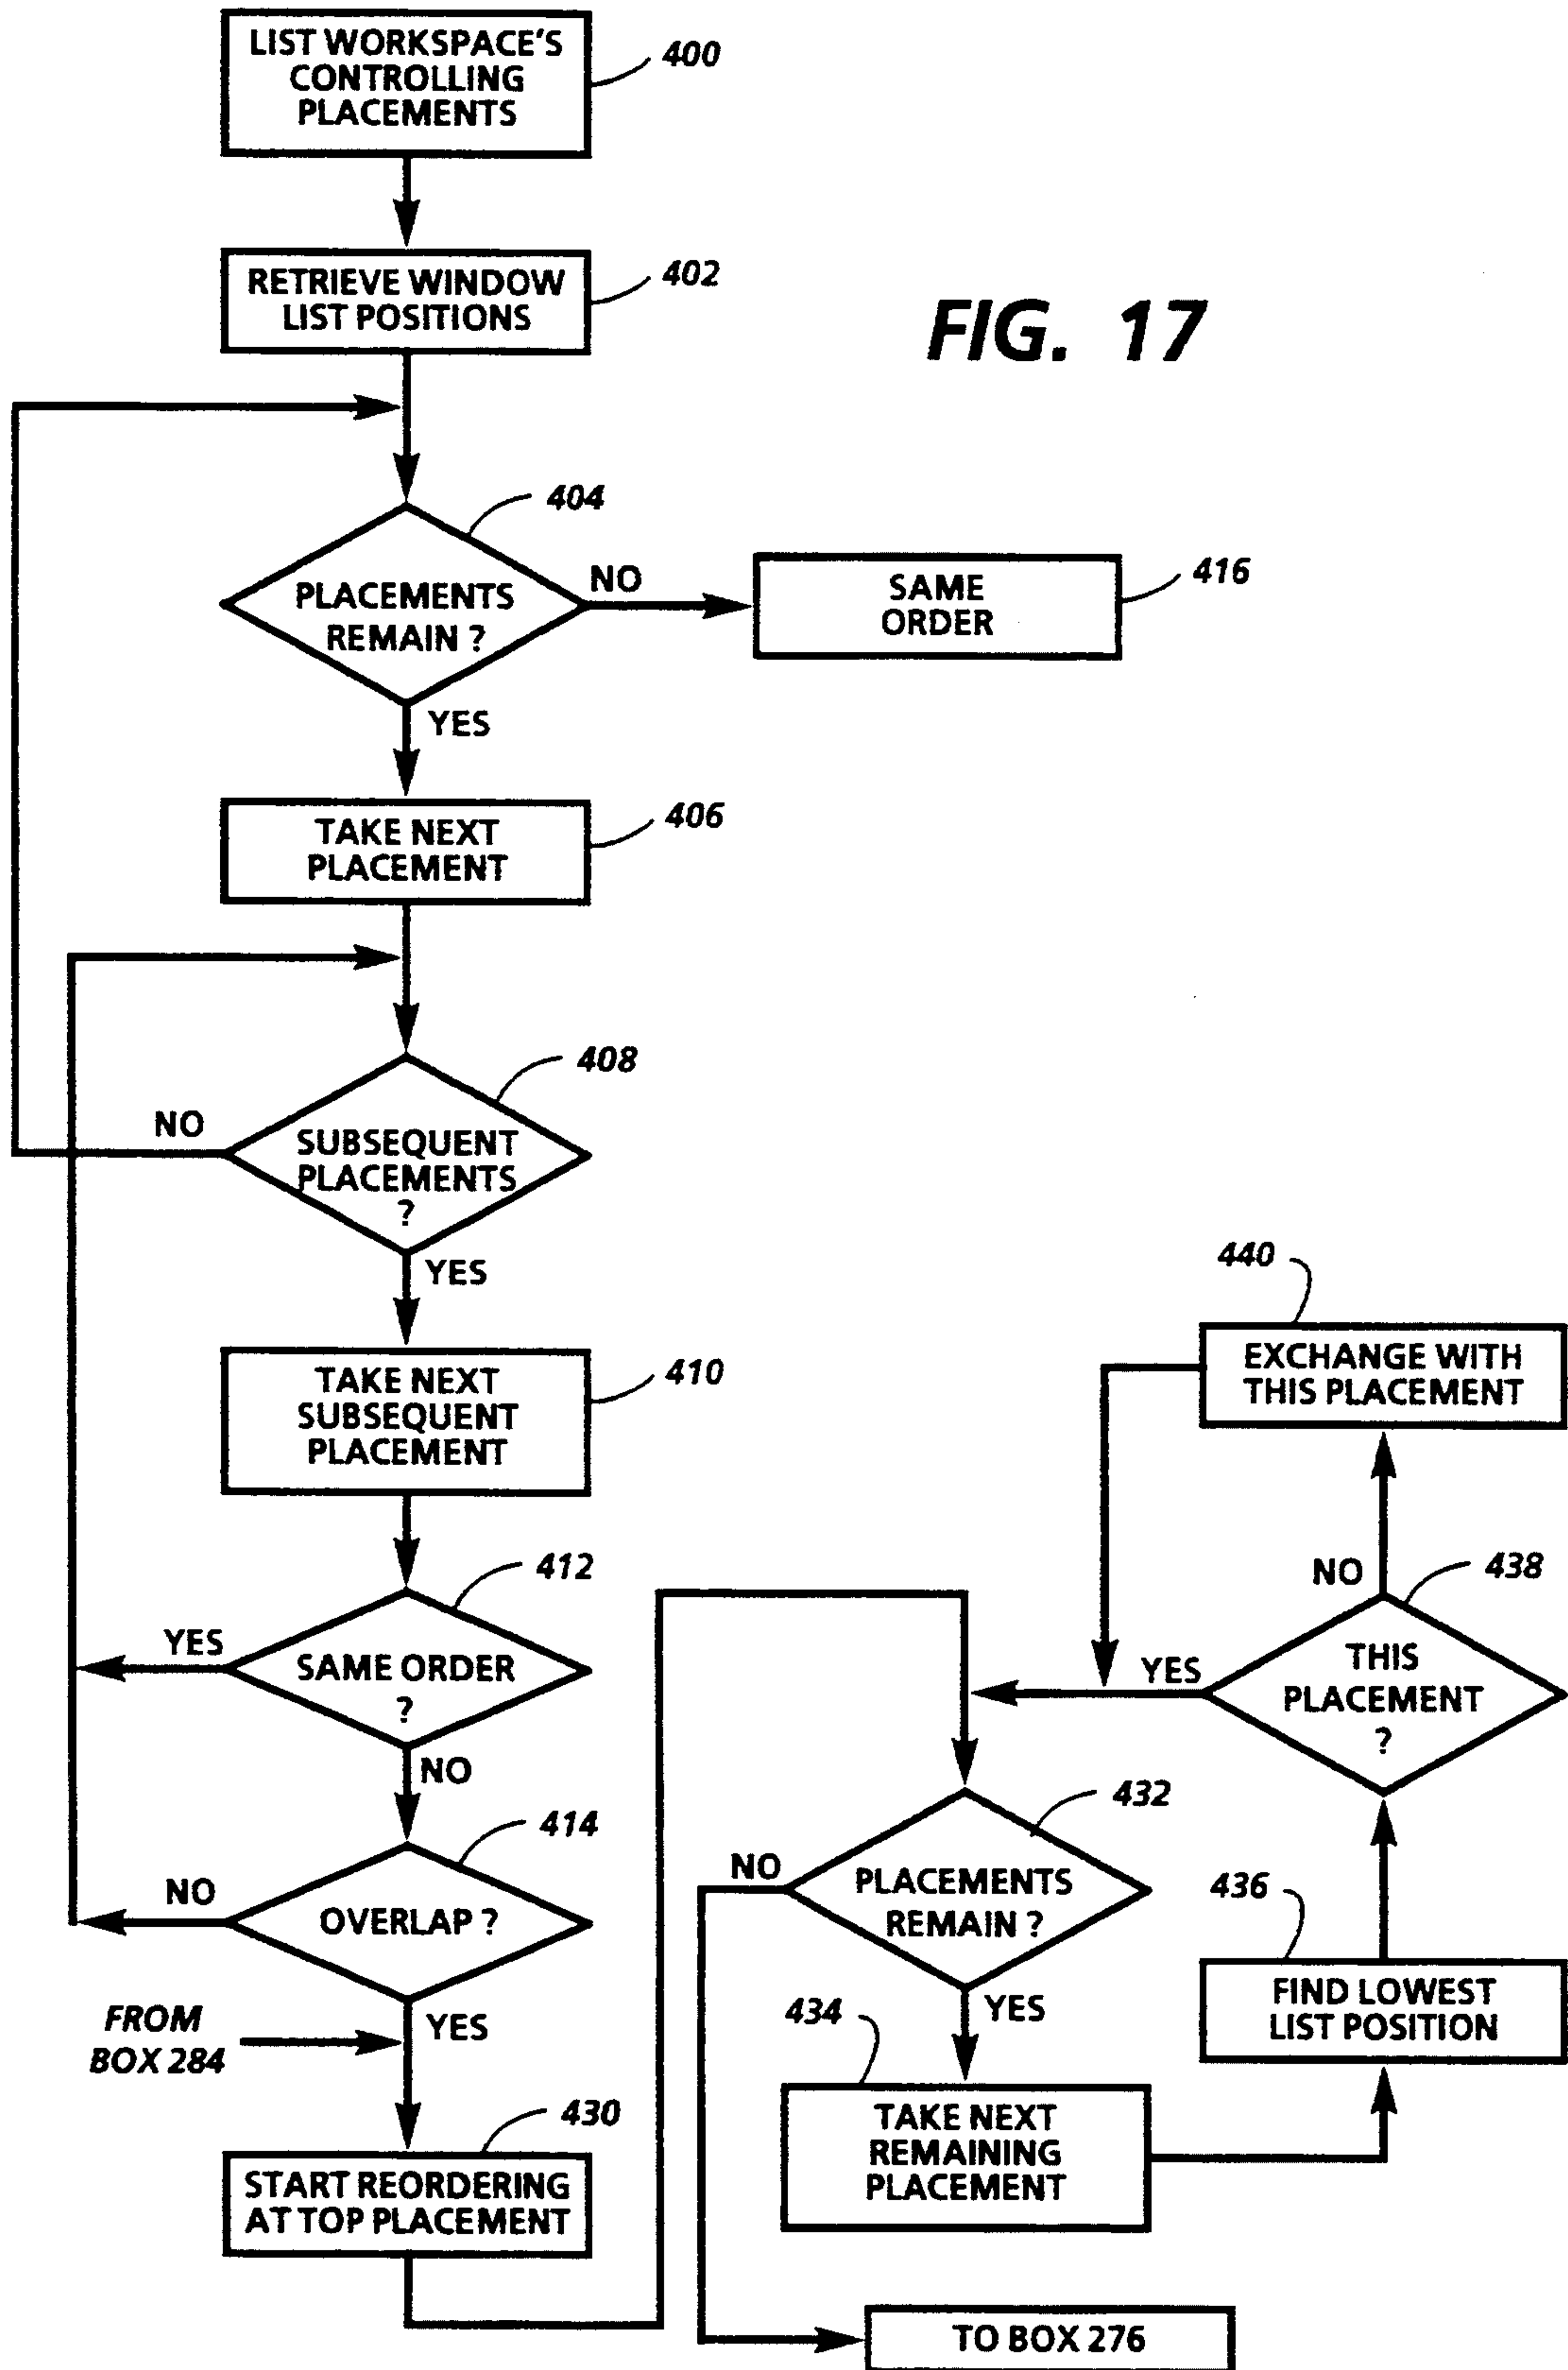 LIST WORKSPACE'S
CONTROLLING
PLACEMENTS
400
RETRIEVE WINDOW
LIST POSITIONS
402
FIG. 17
404
PLACEMENTS
REMAIN ?
NO
SAME
ORDER
416
YES
TAKE NEXT
PLACEMENT
406
408
NO
SUBSEQUENT
PLACEMENTS
?
YES
TAKE NEXT
SUBSEQUENT
PLACEMENT
410
412
YES
SAME ORDER
?
NO
414
NO
OVERLAP ?
FROM
BOX 284
YES
430
START REORDERING
AT TOP PLACEMENT
440
EXCHANGE WITH
THIS PLACEMENT
NO
438
YES
THIS
PLACEMENT
?
432
NO
PLACEMENTS
REMAIN ?
436
YES
434
FIND LOWEST
LIST POSITION
TAKE NEXT
REMAINING
PLACEMENT
TO BOX 276